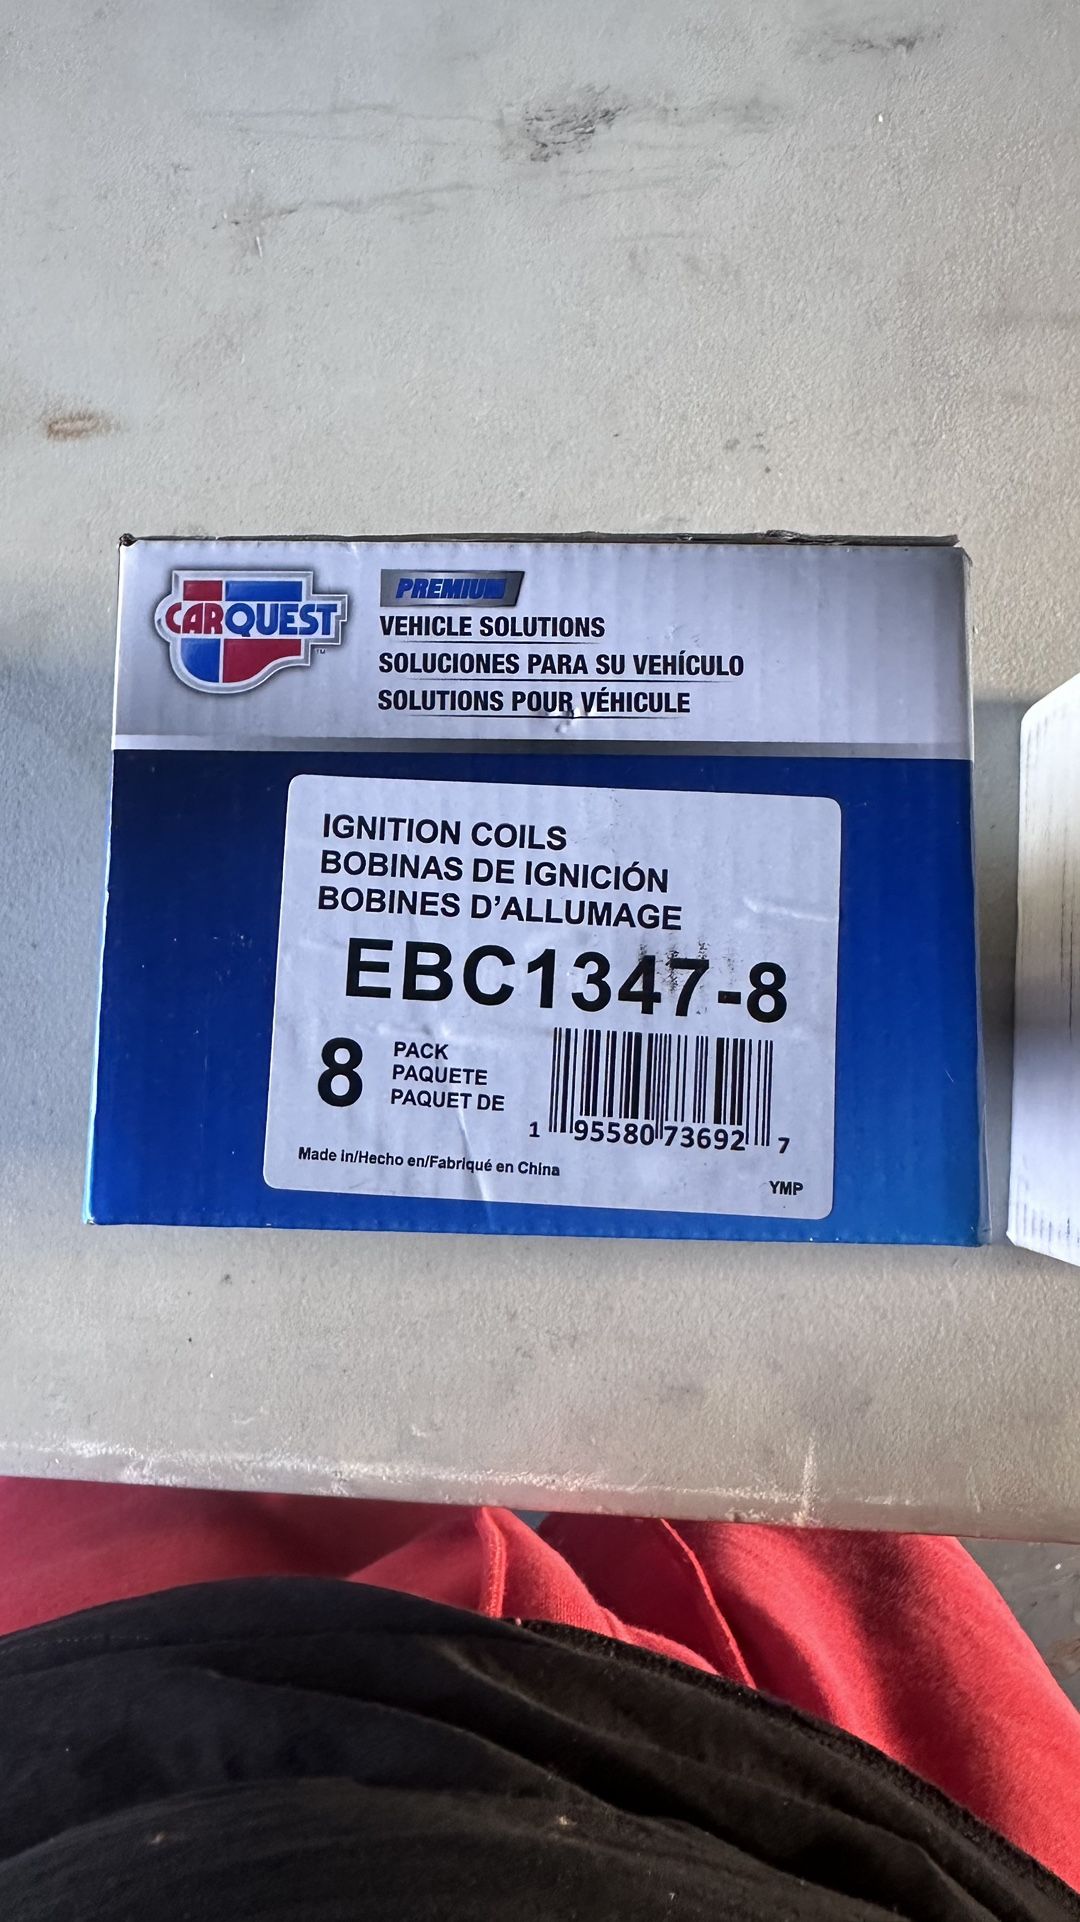 CARQUEST
TM
PREMIUM
VEHICLE SOLUTIONS
SOLUCIONES PARA SU VEHÍCULO
SOLUTIONS POUR VÉHICULE
IGNITION COILS
BOBINAS DE IGNICIÓN
BOBINES D'ALLUMAGE
EBC1347-8
8 PACK
PAQUETE
PAQUET DE
1 95580 73692 7
Made in/Hecho en/Fabriqué en China
YMP